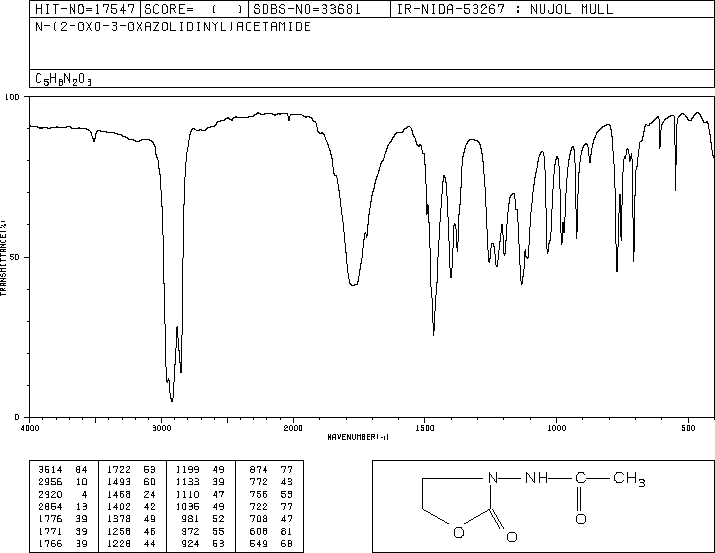 HIT-NO=17547 SCORE= ( ) SDBS-NO=33681 IR-NIDA-53267 : NUJOL MULL
N-(2-OXO-3-OXAZOLIDINYL)ACETAMIDE
C5H8N2O3
100
50
0
TRANSMITTANCE(%)
4000 3000 2000 1500 1000 500
WAVENUMBER(-1)
3514 84 1722 53 1199 49 874 77
2956 10 1493 60 1133 39 772 43
2920 4 1468 24 1110 47 756 53
2864 13 1402 42 1036 49 722 77
1776 39 1378 49 981 52 708 47
1771 39 1258 46 972 55 608 81
1766 39 1228 44 924 53 549 68
N NH C CH3
O O O